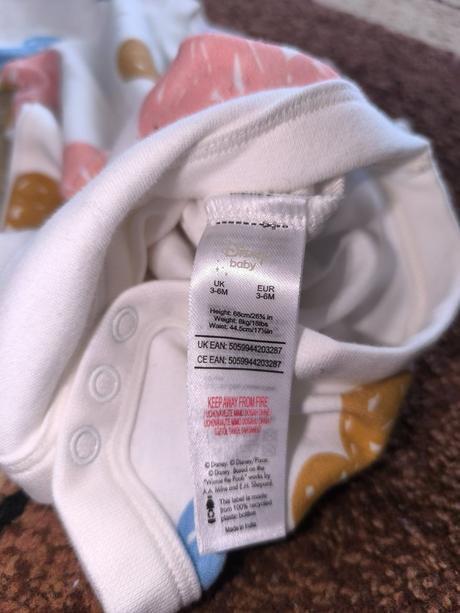 Disney
baby
UK EUR
3-6M 3-6M
Height: 68cm/26¾ in
Weight: 8kg/18lbs
Waist: 44.5cm/17½in
UK EAN: 5059944203287
CE EAN: 5059944203287
KEEP AWAY FROM FIRE
© Disney. © Disney/Pixar.
© Disney. Based on the
"Winnie the Pooh" works by
A.A. Milne and E.H. Shepard.
This label is made
from 100% recycled
plastic bottles
Made in India